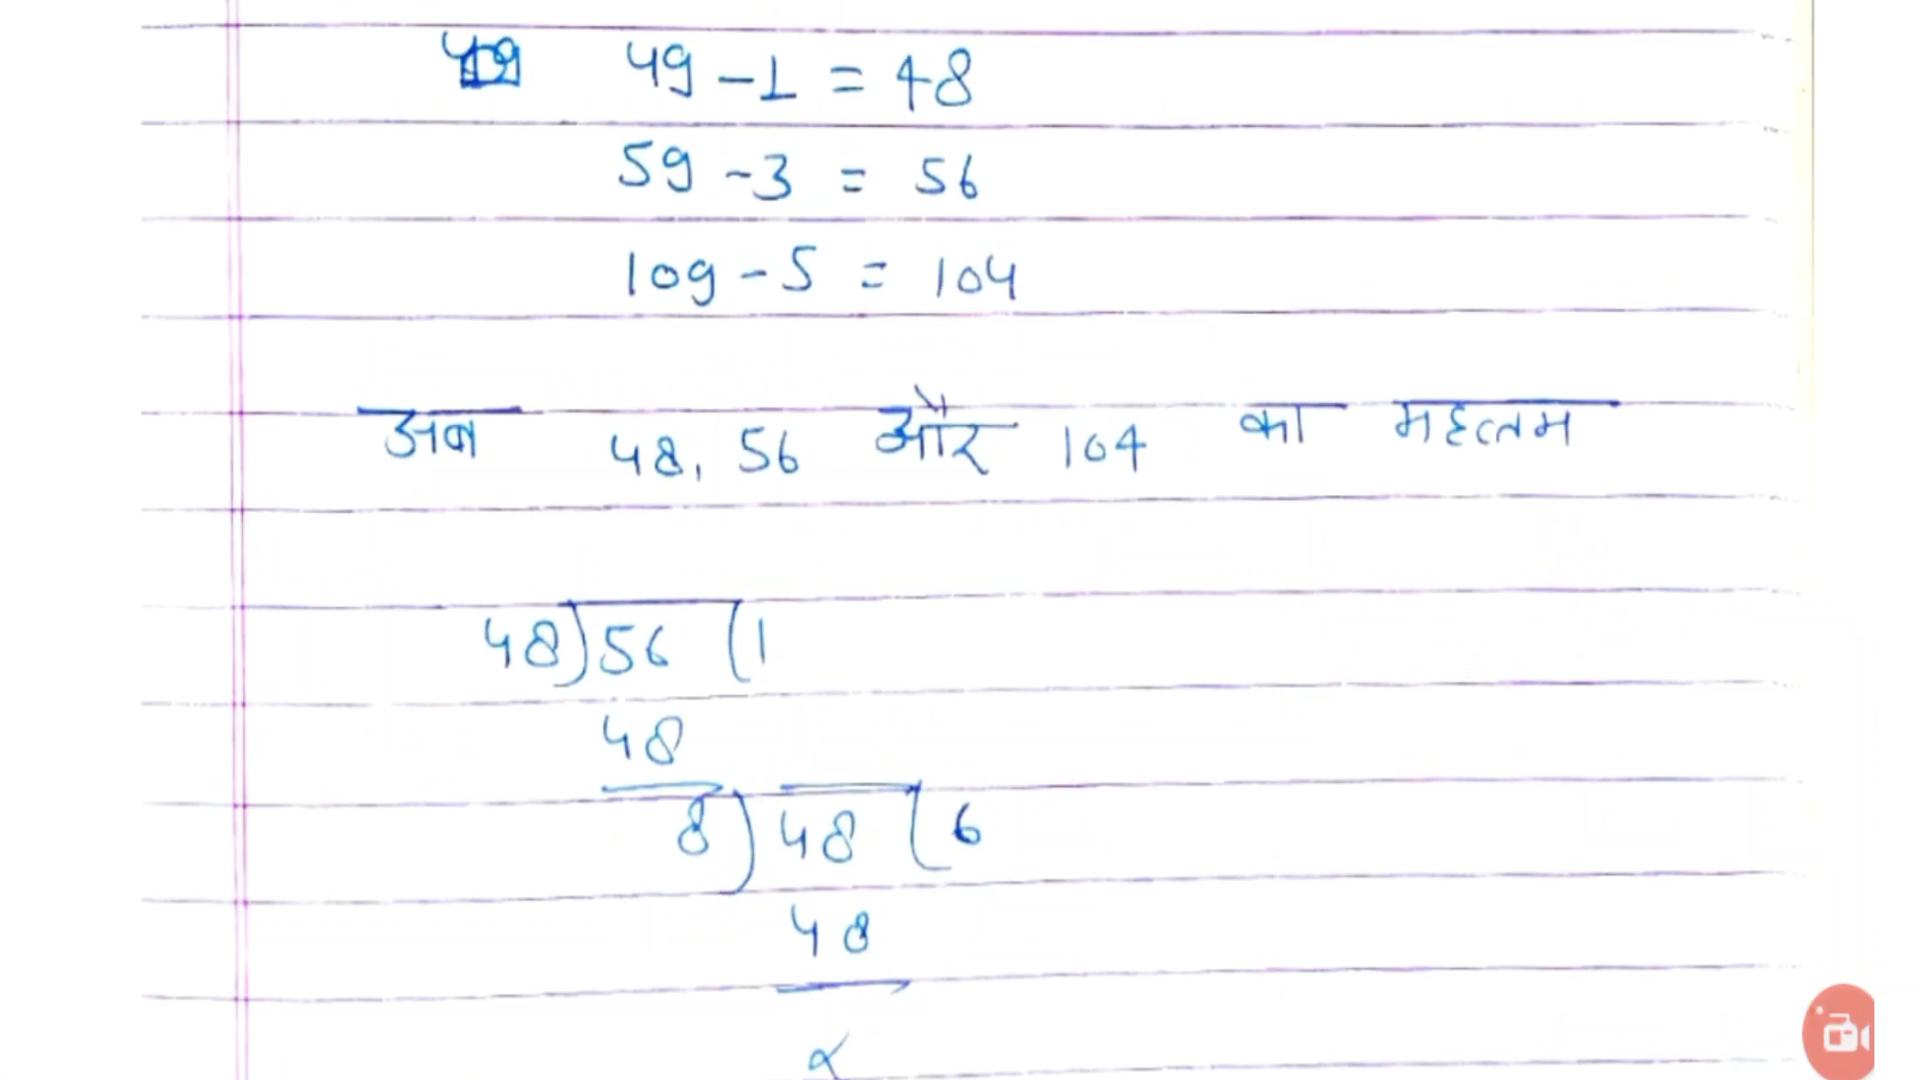 49 - 1 = 48
59 - 3 = 56
109 - 5 = 104
अब 48, 56 और 104 का महत्तम
48) 56 (1
48
8) 48 (6
48
x